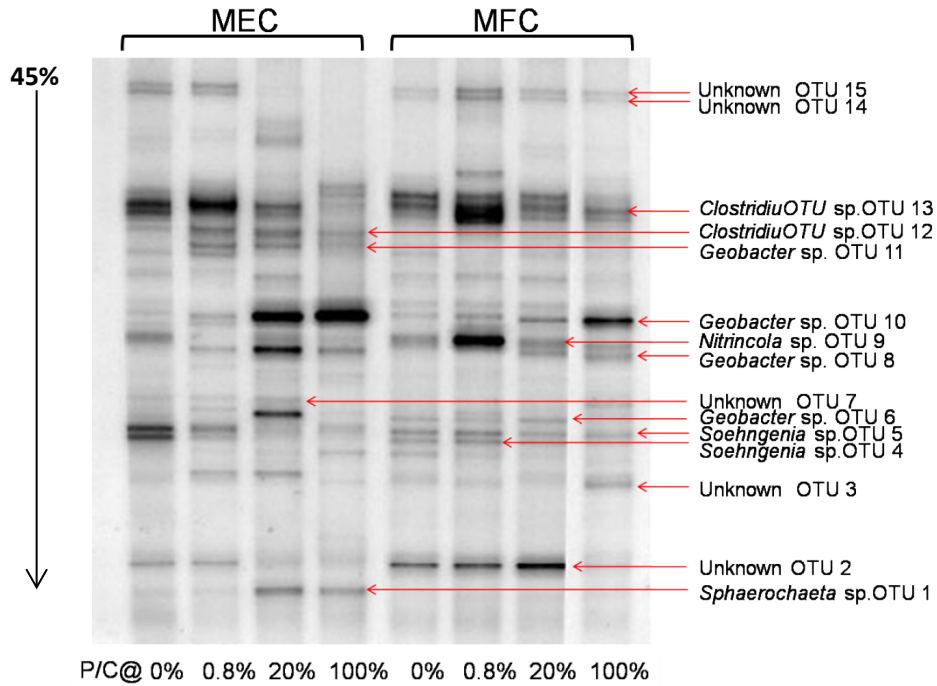 MEC MFC
45%
Unknown OTU 15
Unknown OTU 14
ClostridiuOTU sp.OTU 13
ClostridiuOTU sp.OTU 12
Geobacter sp. OTU 11
Geobacter sp. OTU 10
Nitrincola sp. OTU 9
Geobacter sp. OTU 8
Unknown OTU 7
Geobacter sp. OTU 6
Soehngenia sp.OTU 5
Soehngenia sp.OTU 4
Unknown OTU 3
Unknown OTU 2
Sphaerochaeta sp.OTU 1
P/C@ 0% 0.8% 20% 100% 0% 0.8% 20% 100%